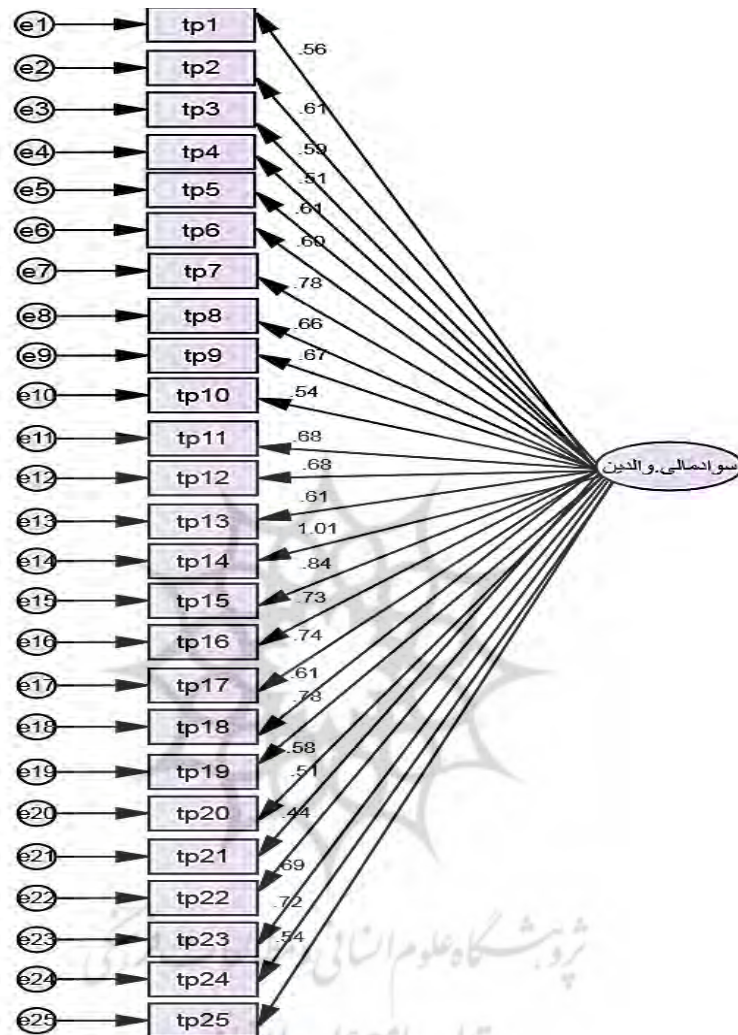 e1 tp1
.56
e2 tp2
.61
e3 tp3
.59
e4 tp4
.51
e5 tp5
.61
e6 tp6
.60
e7 tp7
.78
e8 tp8
.66
e9 tp9
.67
e10 tp10
.54
e11 tp11
.68
e12 tp12
.68
سوادمالی.والدین
.61
e13 tp13
1.01
e14 tp14
.84
e15 tp15
.73
e16 tp16
.74
e17 tp17
.61
.78
e18 tp18
.58
e19 tp19
.51
e20 tp20
.44
e21 tp21
.69
e22 tp22
.72
e23 tp23
.54
e24 tp24
e25 tp25
پژوهشگاه علوم انسانی